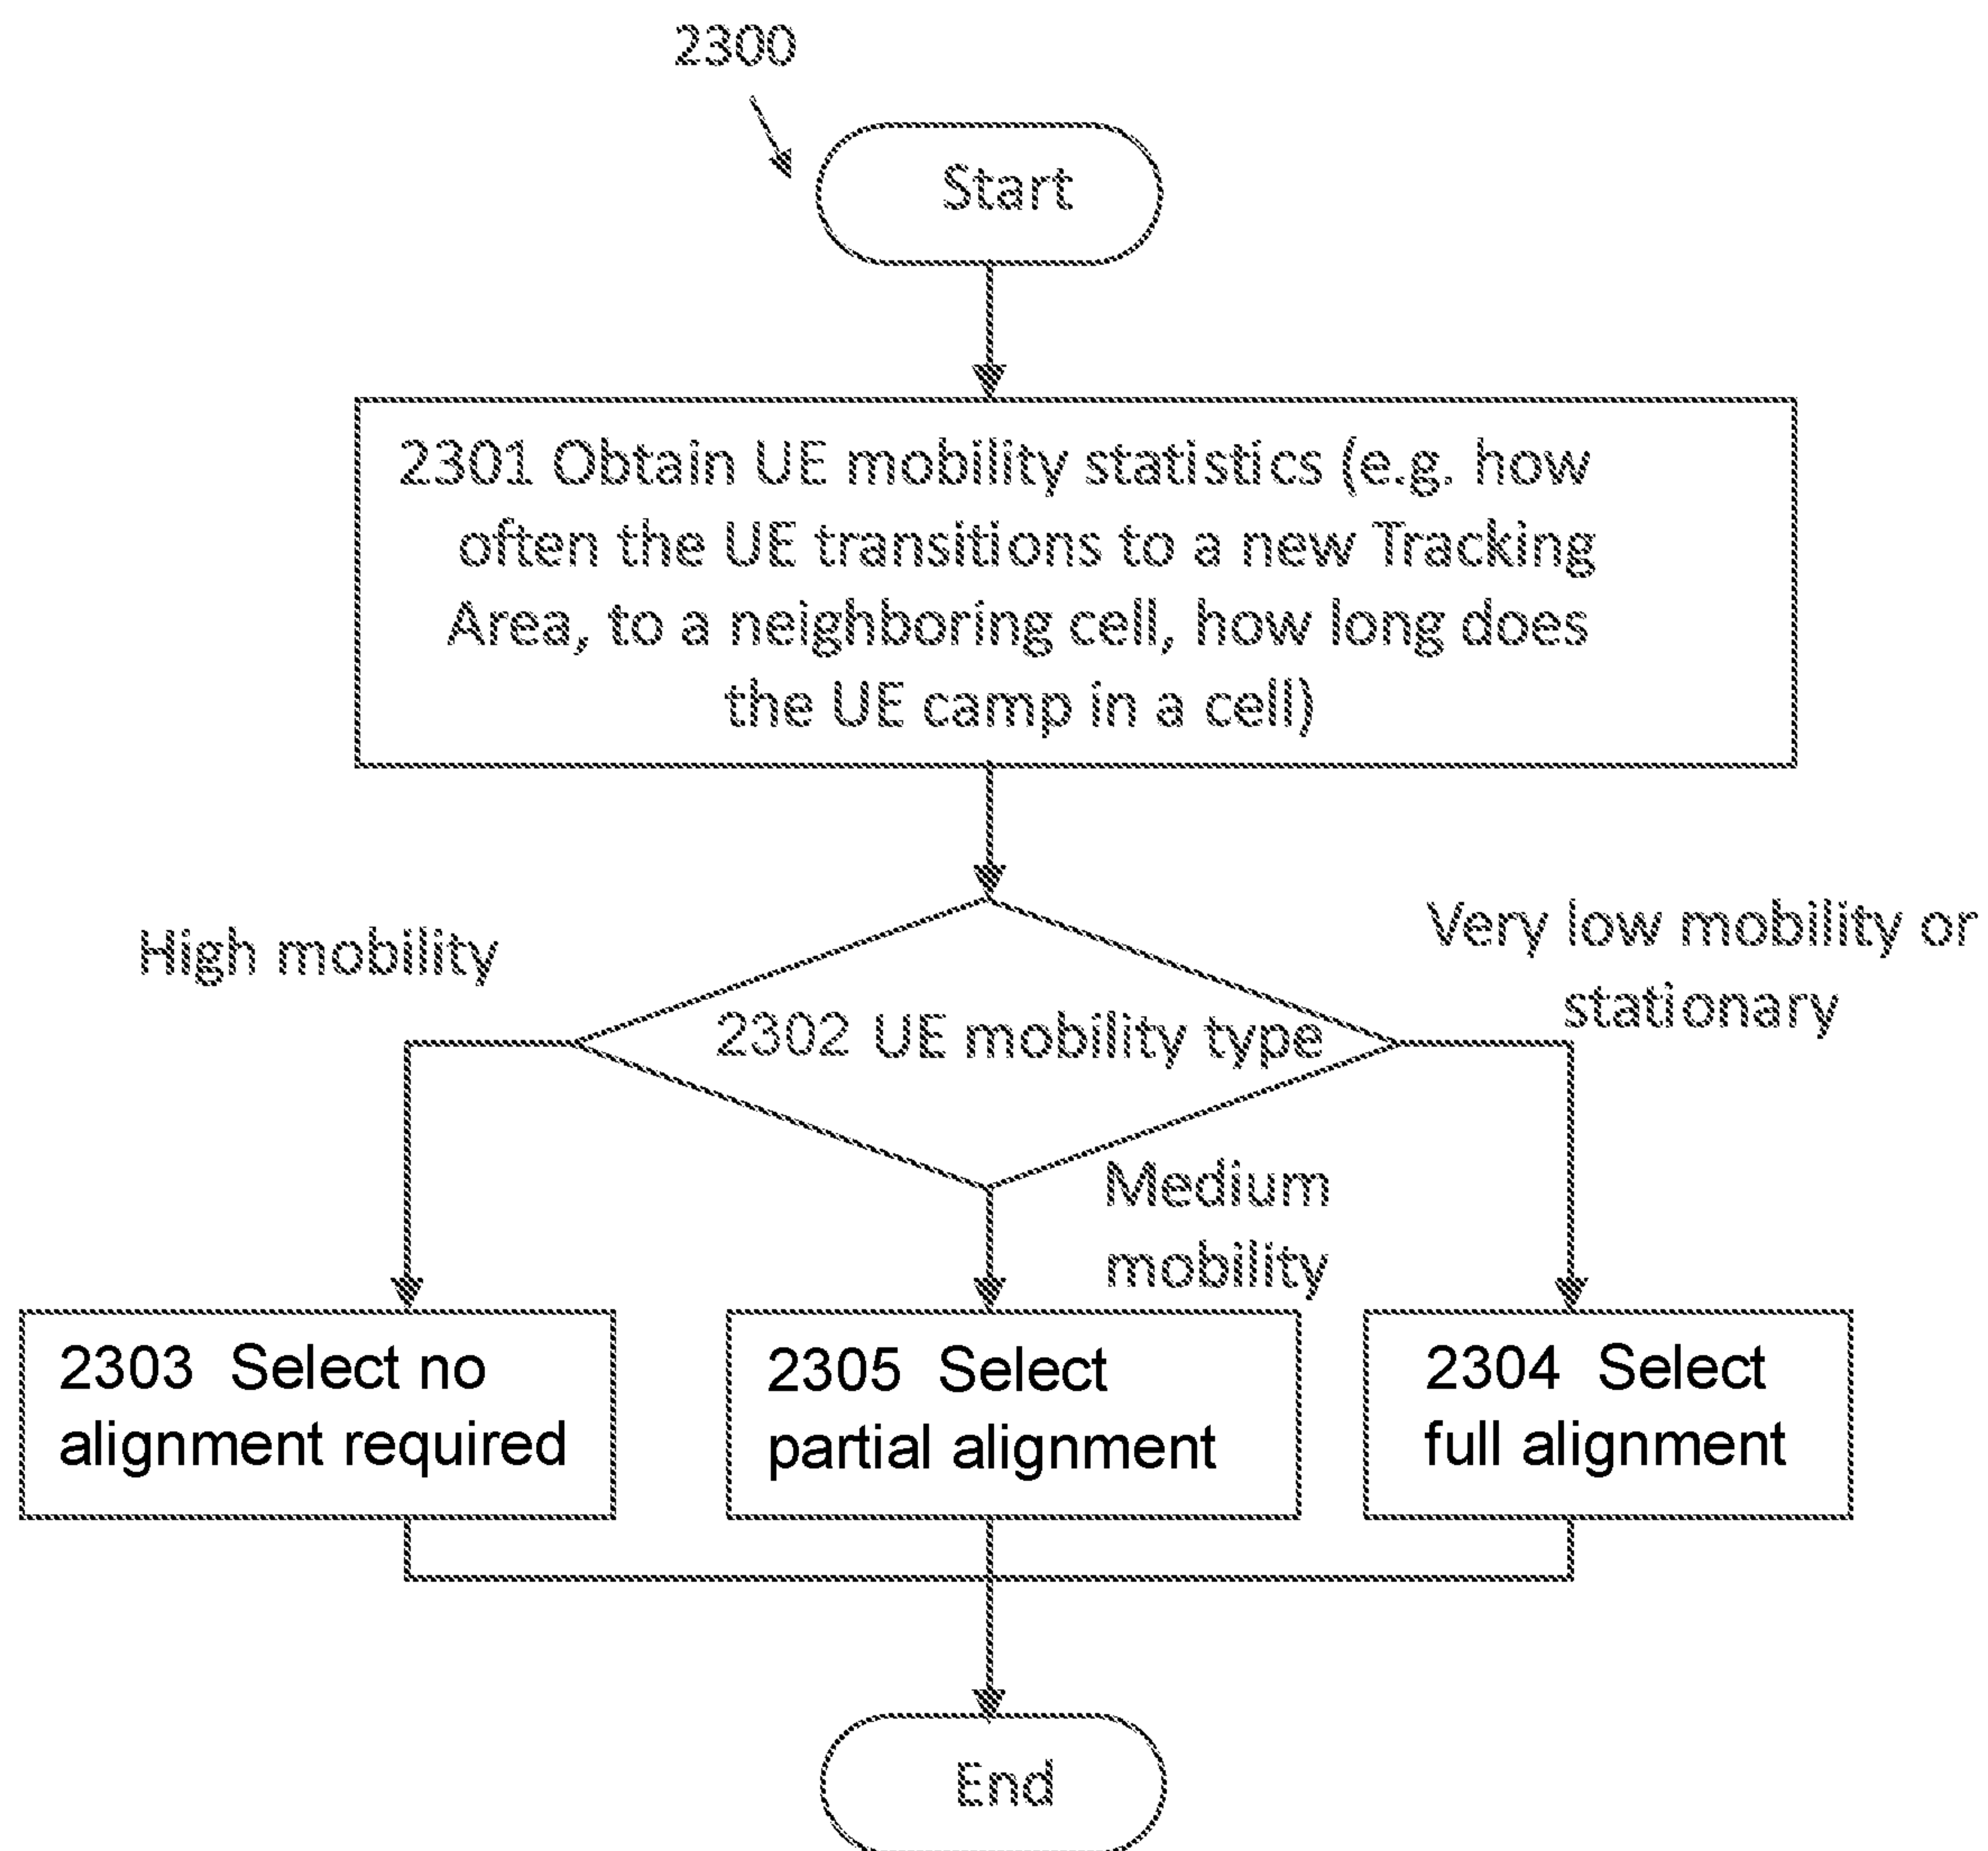 2300
Start
2301 Obtain UE mobility statistics (e.g. how
often the UE transitions to a new Tracking
Area, to a neighboring cell, how long does
the UE camp in a cell)
High mobility
Very low mobility or
stationary
2302 UE mobility type
Medium
mobility
2303 Select no
alignment required
2305 Select
partial alignment
2304 Select
full alignment
End